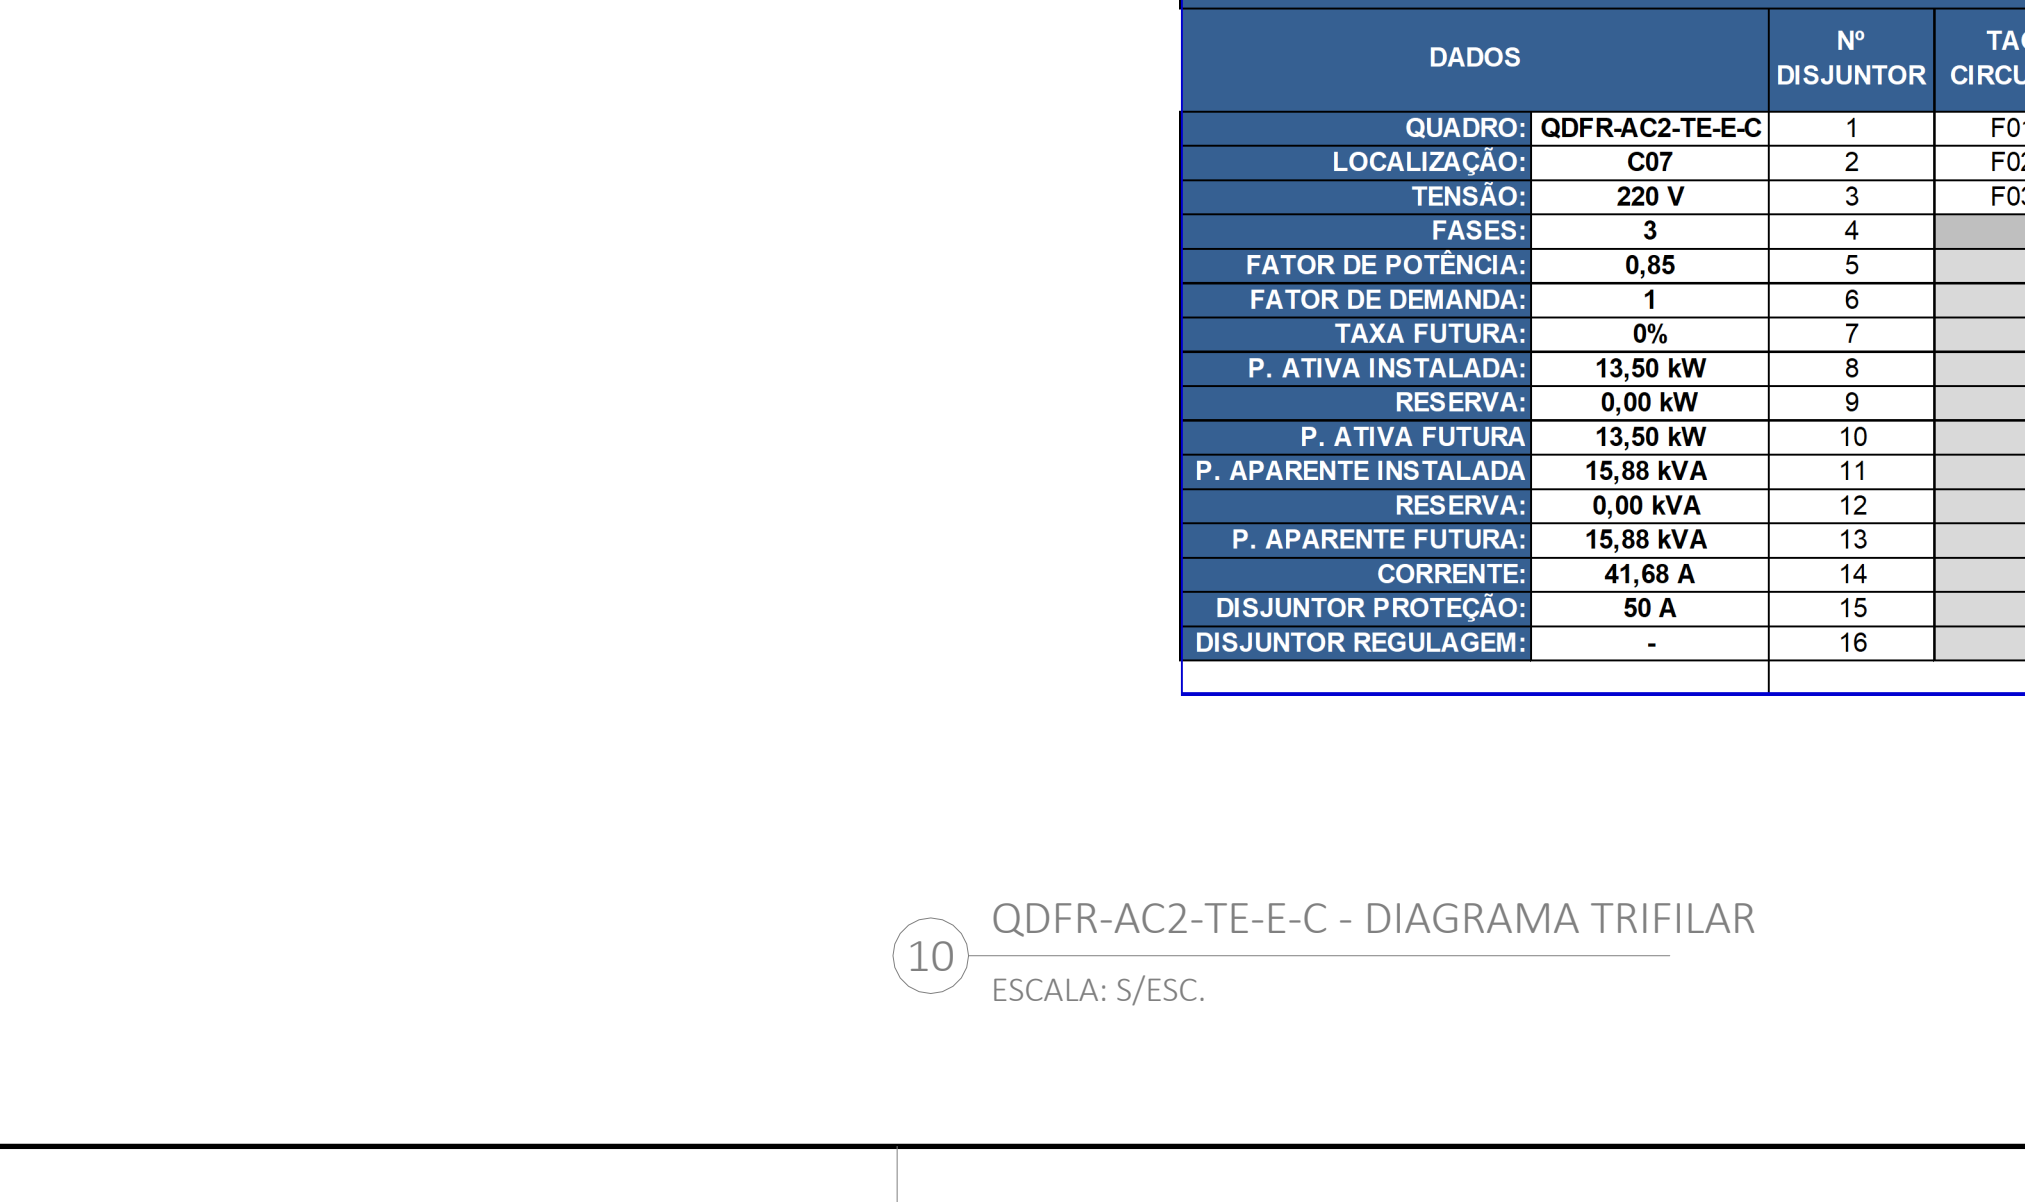 DADOS Nº DISJUNTOR
QUADRO: QDFR-AC2-TE-E-C 1
LOCALIZAÇÃO: C07 2
TENSÃO: 220 V 3
FASES: 3 4
FATOR DE POTÊNCIA: 0,85 5
FATOR DE DEMANDA: 1 6
TAXA FUTURA: 0% 7
P. ATIVA INSTALADA: 13,50 kW 8
RESERVA: 0,00 kW 9
P. ATIVA FUTURA 13,50 kW 10
P. APARENTE INSTALADA 15,88 kVA 11
RESERVA: 0,00 kVA 12
P. APARENTE FUTURA: 15,88 kVA 13
CORRENTE: 41,68 A 14
DISJUNTOR PROTEÇÃO: 50 A 15
DISJUNTOR REGULAGEM: - 16
QDFR-AC2-TE-E-C - DIAGRAMA TRIFILAR
10
ESCALA: S/ESC.